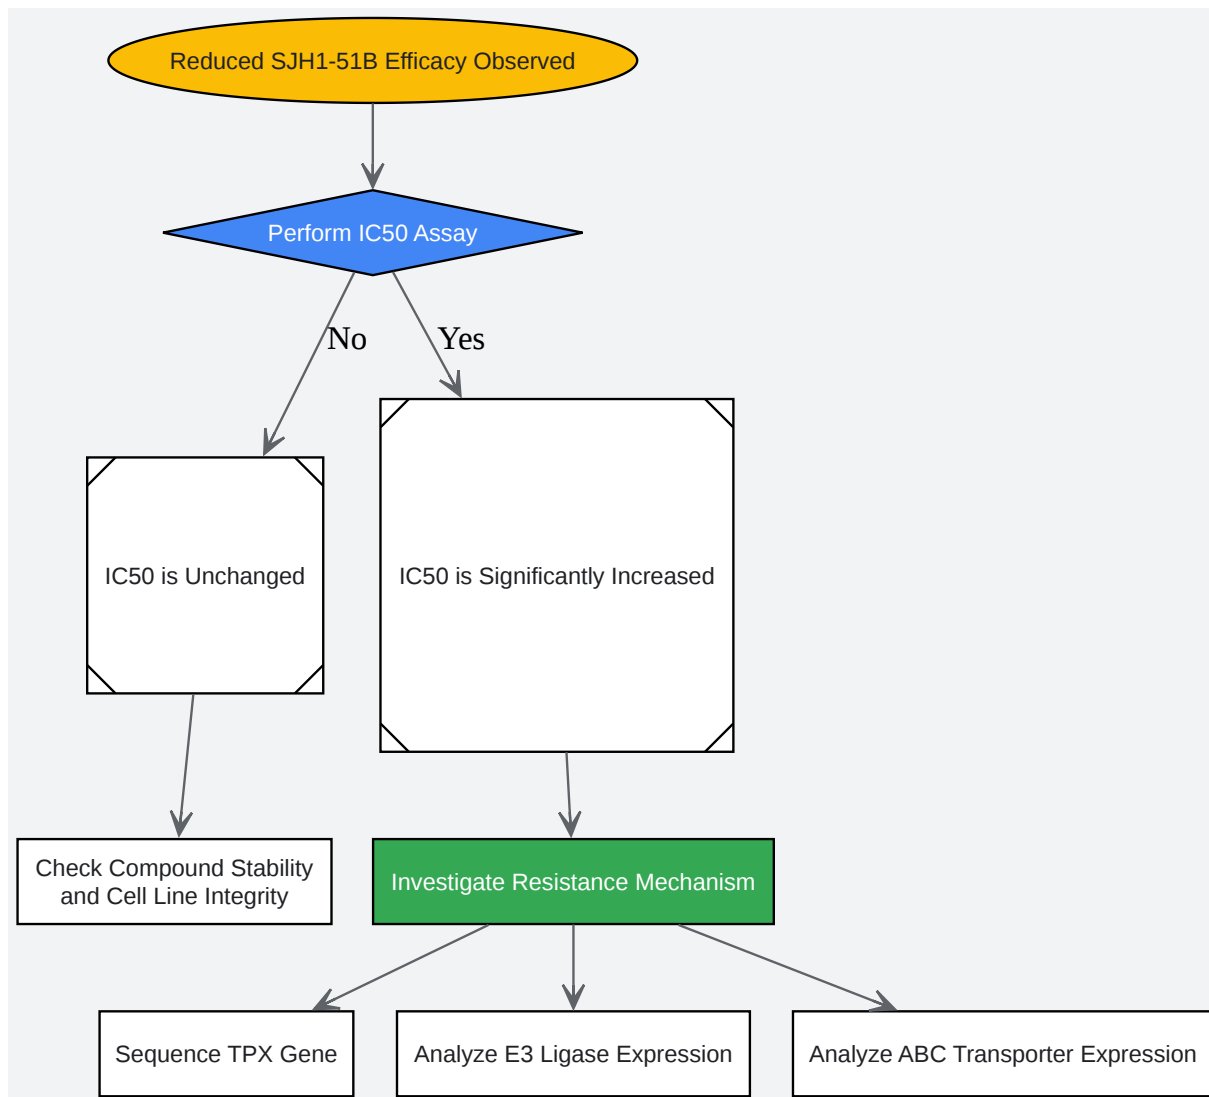 Reduced SJH1-51B Efficacy Observed
Perform IC50 Assay
No
Yes
IC50 is Unchanged
IC50 is Significantly Increased
Check Compound Stability
and Cell Line Integrity
Investigate Resistance Mechanism
Sequence TPX Gene
Analyze E3 Ligase Expression
Analyze ABC Transporter Expression